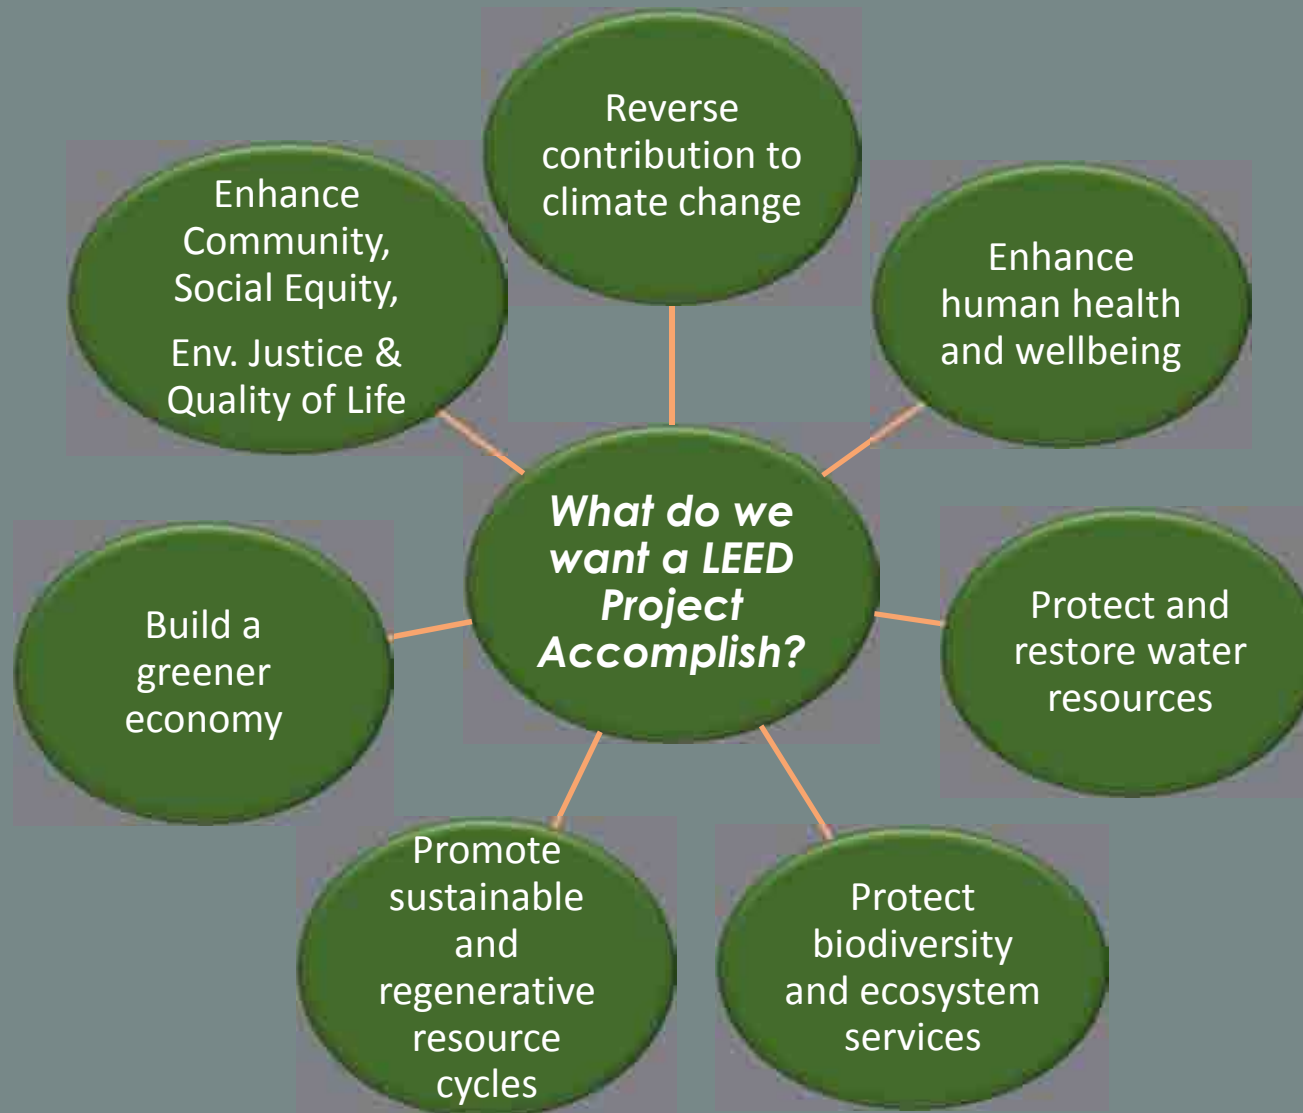 Reverse
contribution to
climate change
Enhance
human health
and wellbeing
Protect and
restore water
resources
Protect
biodiversity
and ecosystem
services
Promote
sustainable
and
regenerative
resource
cycles
Build a
greener
economy
Enhance
Community,
Social Equity,
Env. Justice &
Quality of Life
What do we
want a LEED
Project
Accomplish?